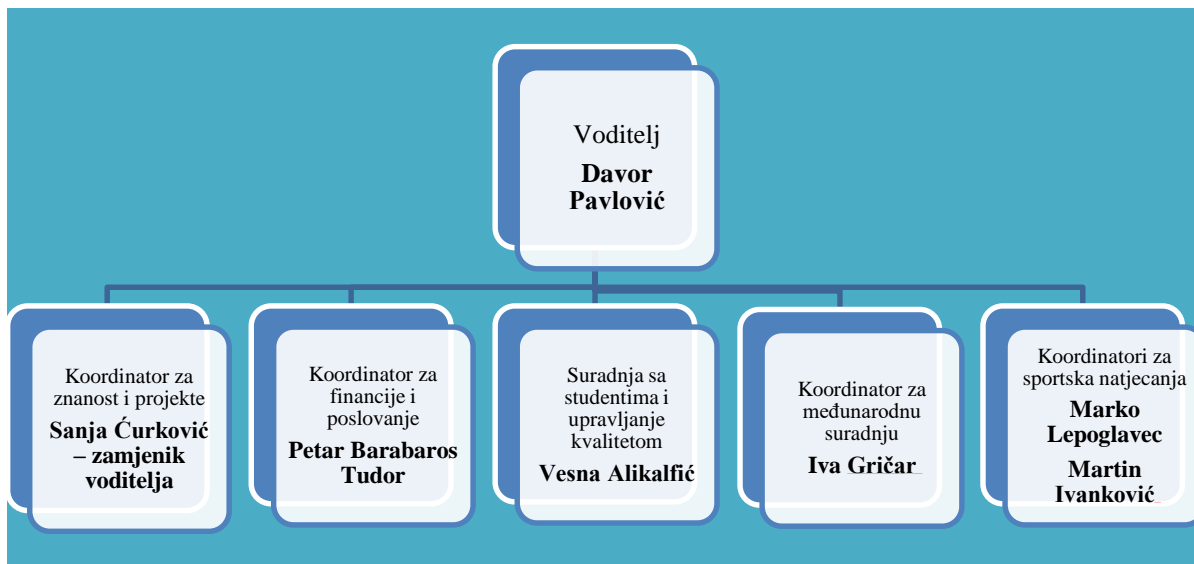 Voditelj
Davor
Pavlović
Koordinator za
znanost i projekte
Sanja Ćurković
– zamjenik
voditelja
Koordinator za
financije i
poslovanje
Petar Barabaros
Tudor
Suradnja sa
studentima i
upravljanje
kvalitetom
Vesna Alikalfić
Koordinator za
međunarodnu
suradnju
Iva Gričar
Koordinatori za
sportska natjecanja
Marko
Lepoglavec
Martin
Ivanković